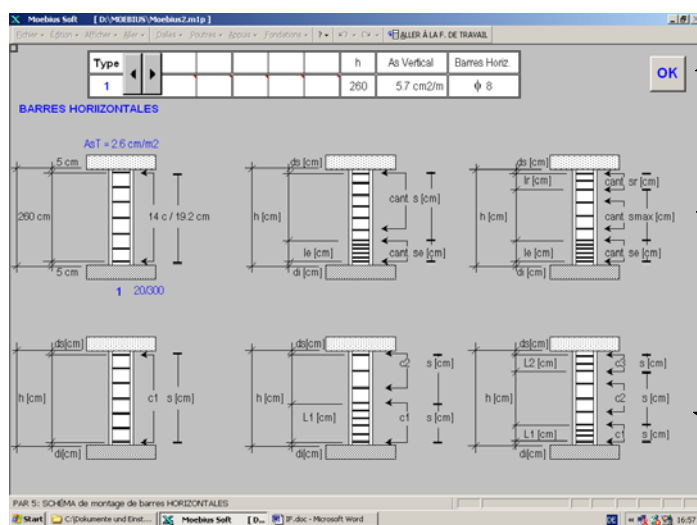 Moebius Soft [ D:\MOEBIUS\Moebius2.m1p ]
Fichier Édition Afficher Aller Dalles Poutres Appuis Fondations ? ALLER À LA F. DE TRAVAIL
Type h As Vertical Barres Horiz.
1 260 5.7 cm2/m ϕ 8
OK
BARRES HORIIZONTALES
AsT = 2.6 cm/m2
5 cm
260 cm
14 c / 19.2 cm
5 cm
1 20/300
ds [cm]
cant. s [cm]
h [cm]
le [cm]
cant. se [cm]
di [cm]
ds [cm]
lr [cm]
cant. sr [cm]
h [cm]
cant. smax [cm]
le [cm]
cant. se [cm]
di [cm]
ds[cm]
h [cm]
c1 s [cm]
di[cm]
ds[cm]
c2 s [cm]
h [cm]
L1 [cm]
c1 s [cm]
di[cm]
ds[cm]
L2 [cm]
c3 s [cm]
h [cm]
c2 s [cm]
L1 [cm]
c1 s [cm]
di[cm]
PAR 5: SCHÉMA de montage de barres HORIZONTALES
Start C:\Dokumente und Einst... Moebius Soft [ D... IF.doc - Microsoft Word DE 16:57